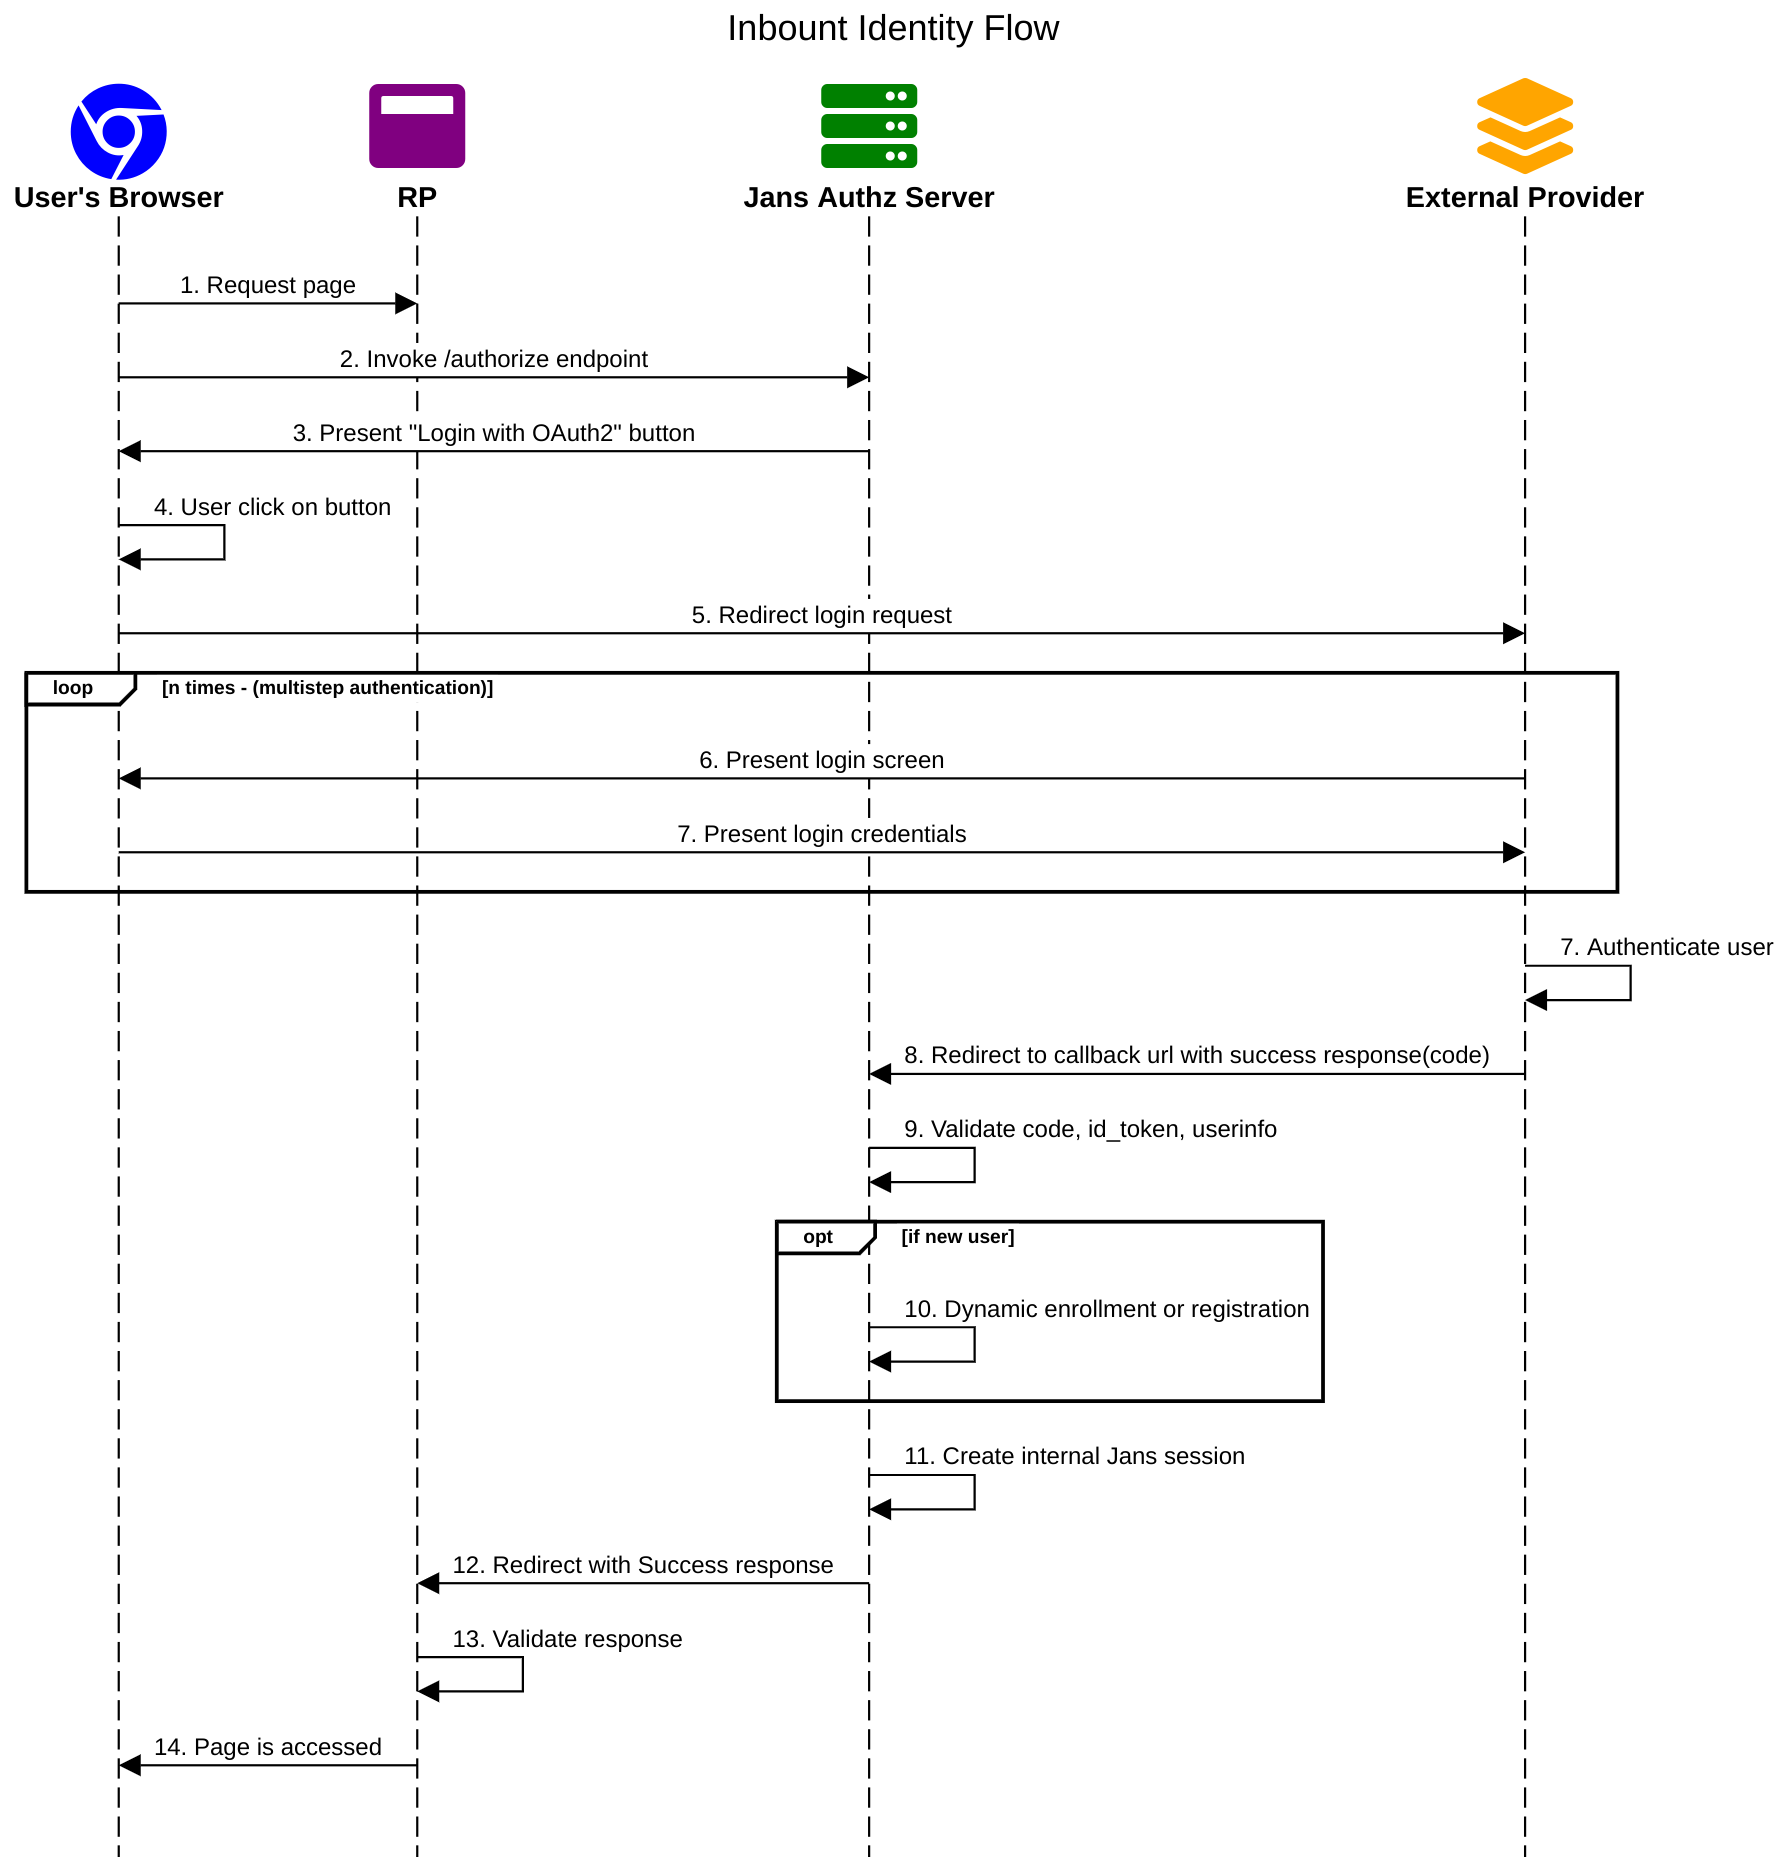 Inbount Identity Flow
User's Browser
RP
Jans Authz Server
External Provider
1. Request page
2. Invoke /authorize endpoint
3. Present "Login with OAuth2" button
4. User click on button
5. Redirect login request
loop
[n times - (multistep authentication)]
6. Present login screen
7. Present login credentials
7. Authenticate user
8. Redirect to callback url with success response(code)
9. Validate code, id_token, userinfo
opt
[if new user]
10. Dynamic enrollment or registration
11. Create internal Jans session
12. Redirect with Success response
13. Validate response
14. Page is accessed